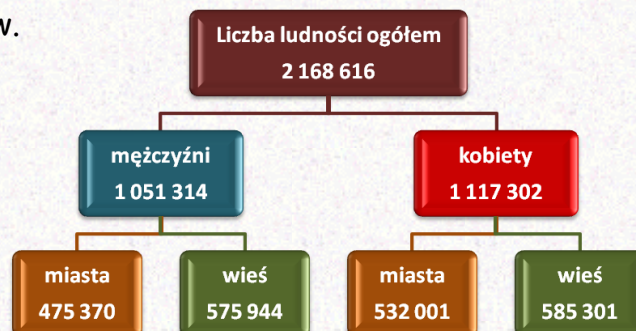 w.
Liczba ludności ogółem
2 168 616
mężczyźni
1 051 314
kobiety
1 117 302
miasta
475 370
wieś
575 944
miasta
532 001
wieś
585 301